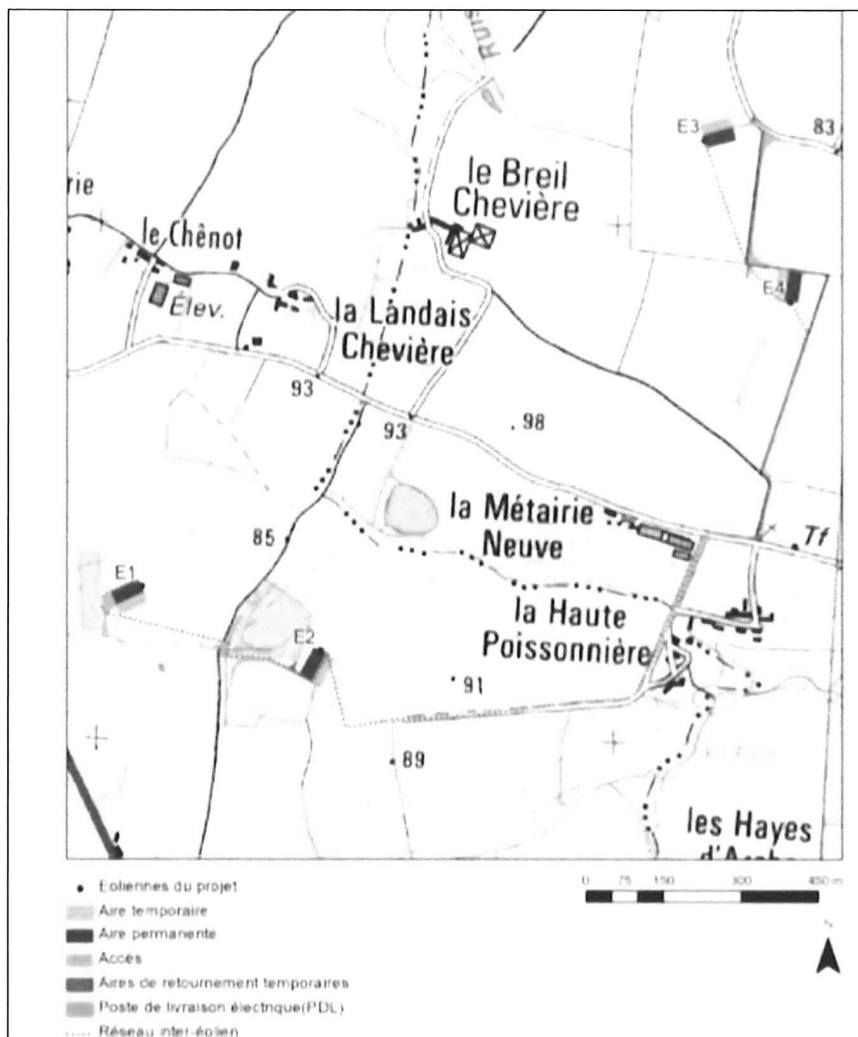 Ruis
E3
83
le Breil
Chevière
rie
le Chênot
E4
Élev.
la Landais
Chevière
93
93
98
la Métairie
Neuve
Tf
85
E1
la Haute
Poissonnière
E2
91
89
les Hayes
Eoliennes du projet
Aire temporaire
Aire permanente
Accès
Aires de retournement temporaires
Poste de livraison électrique(PDL)
Réseau inter-éolien
0 75 150 300 450 m
N